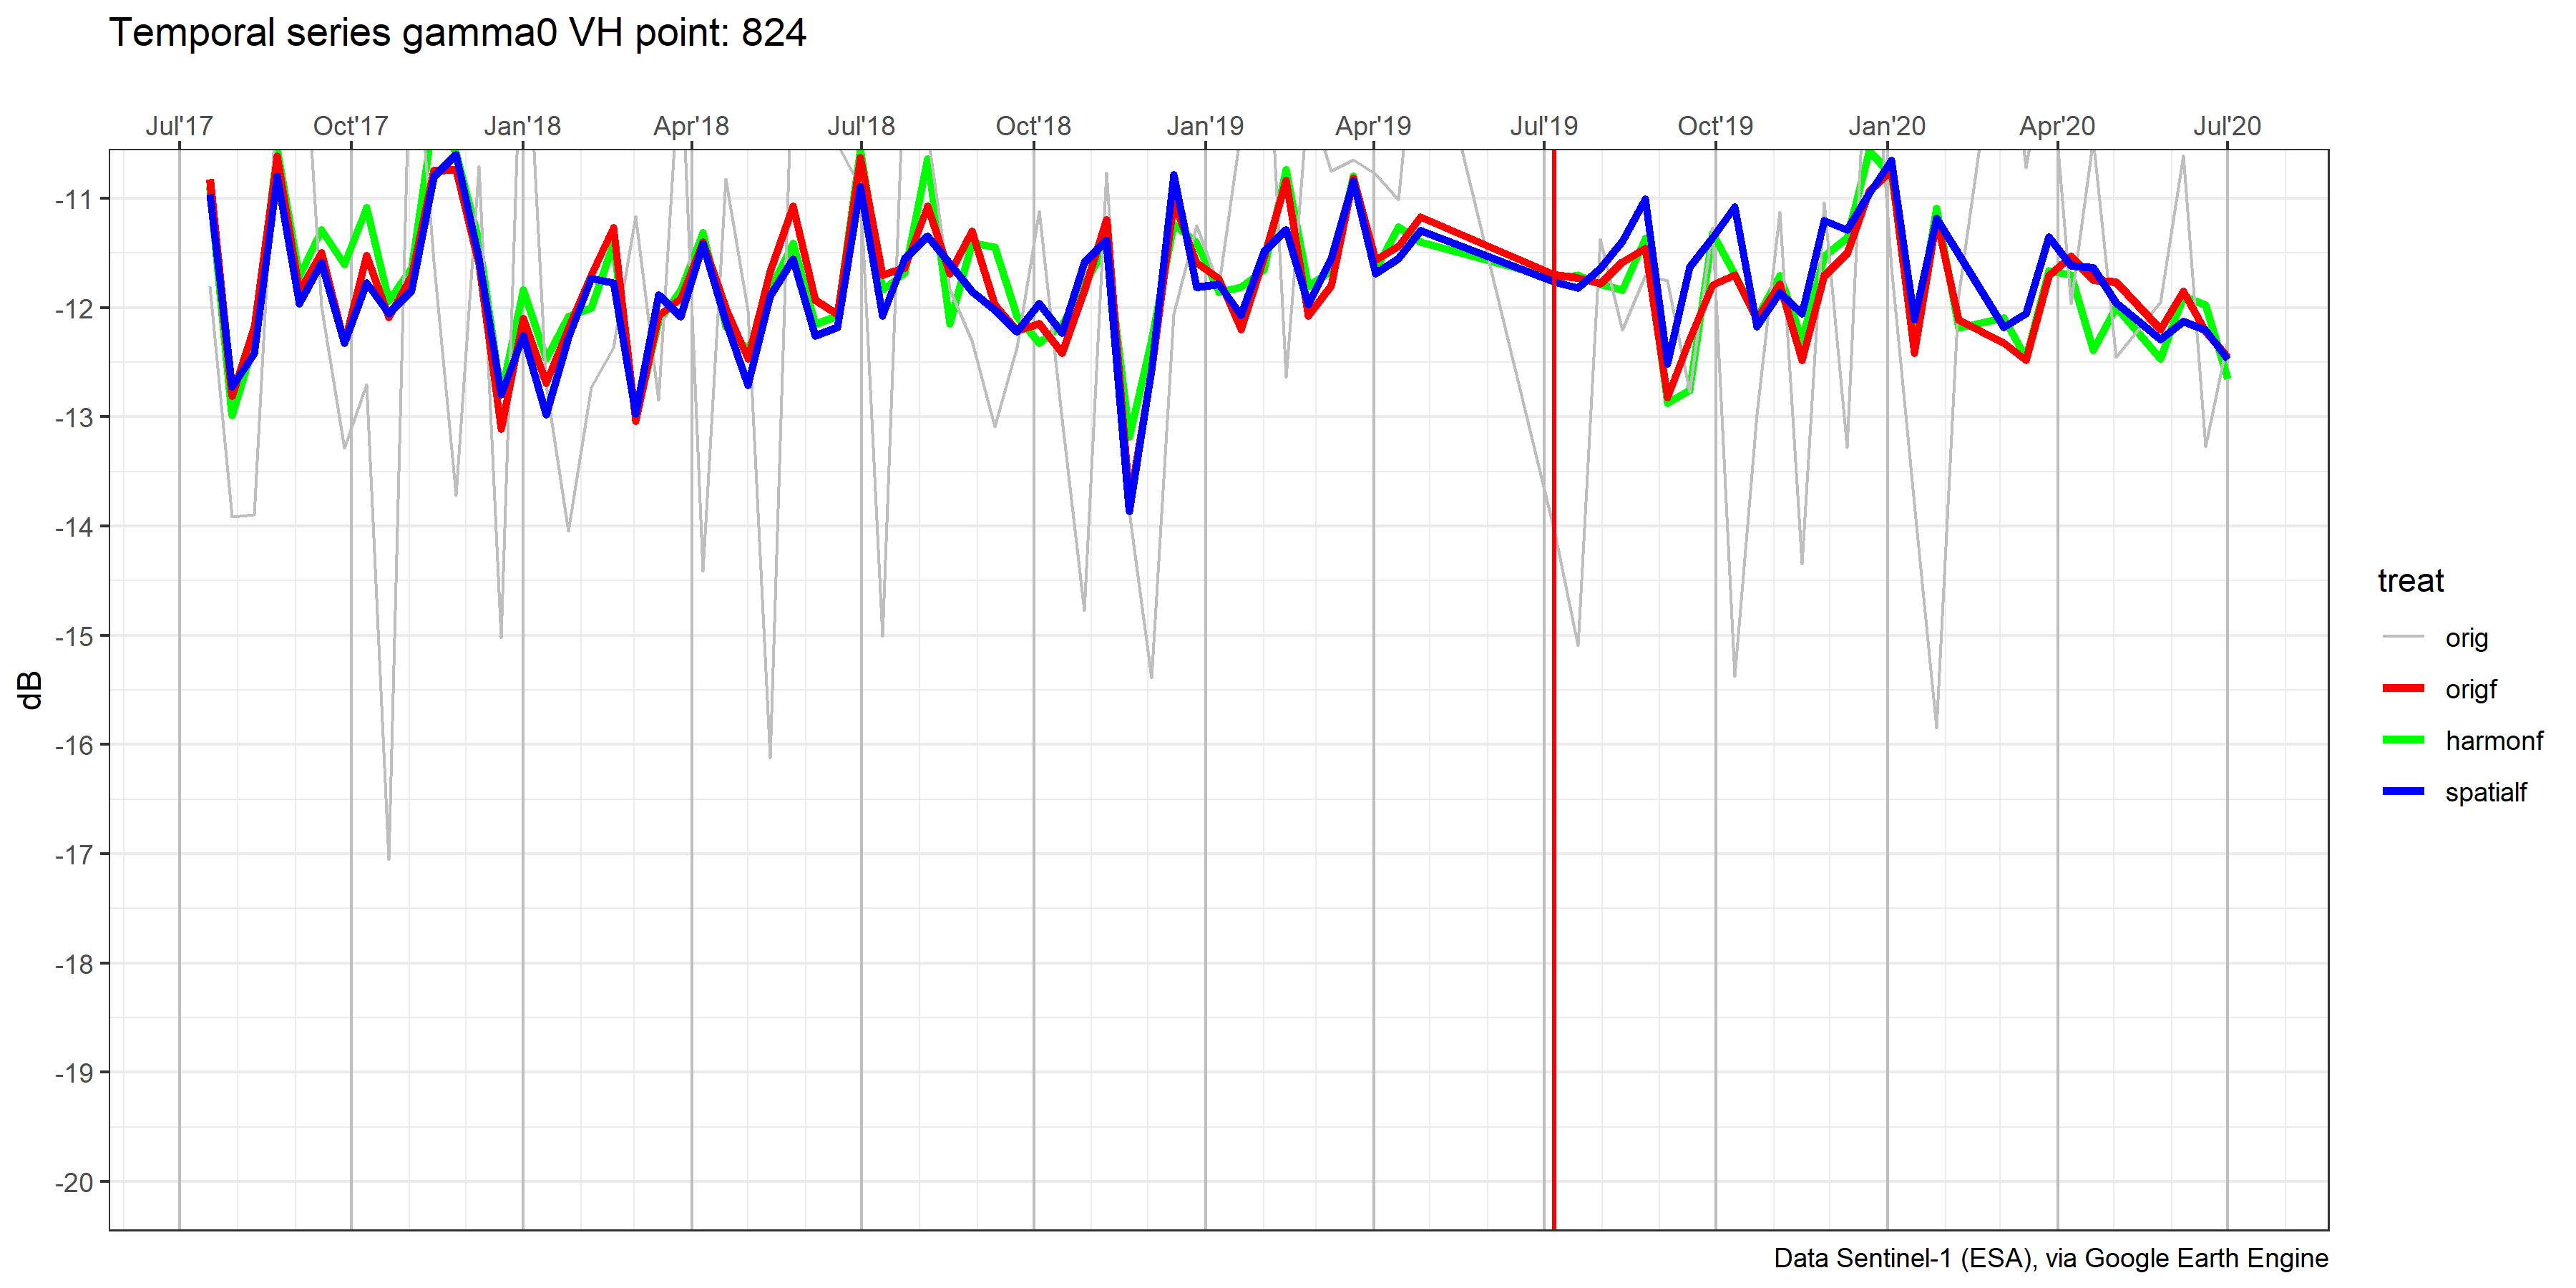 Temporal series gamma0 VH point: 824
Jul'17 Oct'17 Jan'18 Apr'18 Jul'18 Oct'18 Jan'19 Apr'19 Jul'19 Oct'19 Jan'20 Apr'20 Jul'20
-11
-12
-13
-14
-15
-16
-17
-18
-19
-20
dB
treat
orig
origf
harmonf
spatialf
Data Sentinel-1 (ESA), via Google Earth Engine